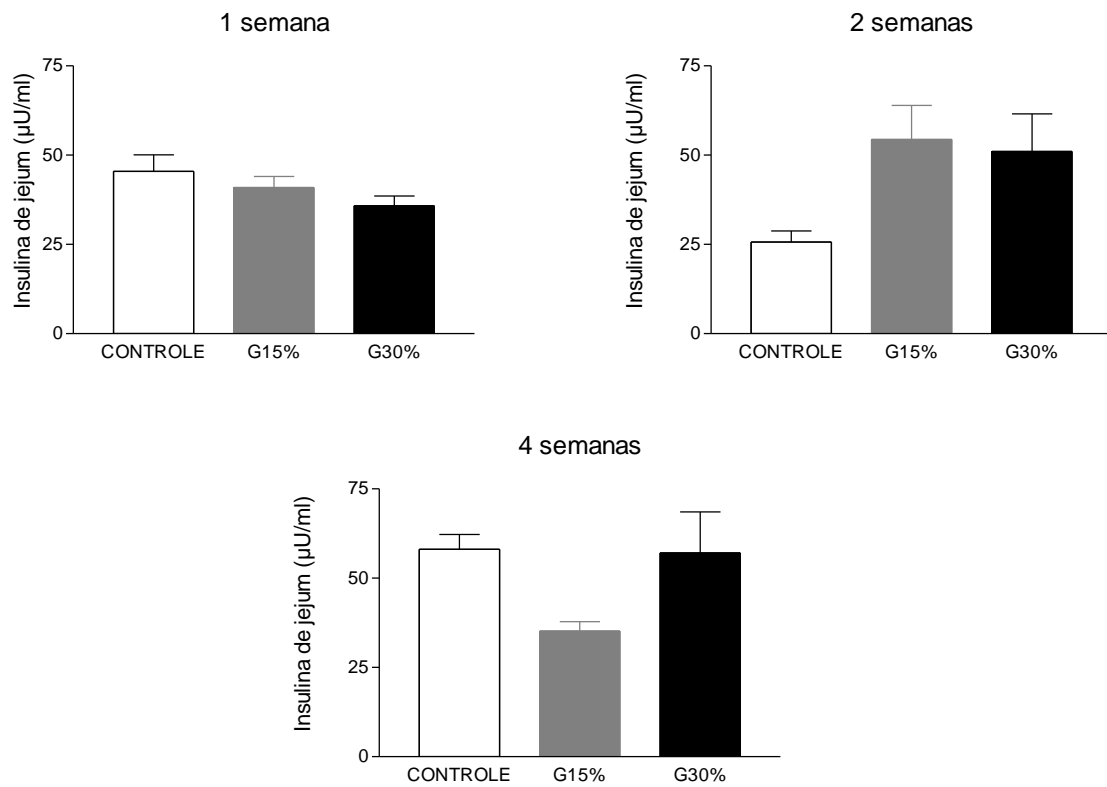 1 semana
Insulina de jejum (µU/ml)
75
50
25
0
CONTROLE G15% G30%
2 semanas
Insulina de jejum (µU/ml)
75
50
25
0
CONTROLE G15% G30%
4 semanas
Insulina de jejum (µU/ml)
75
50
25
0
CONTROLE G15% G30%